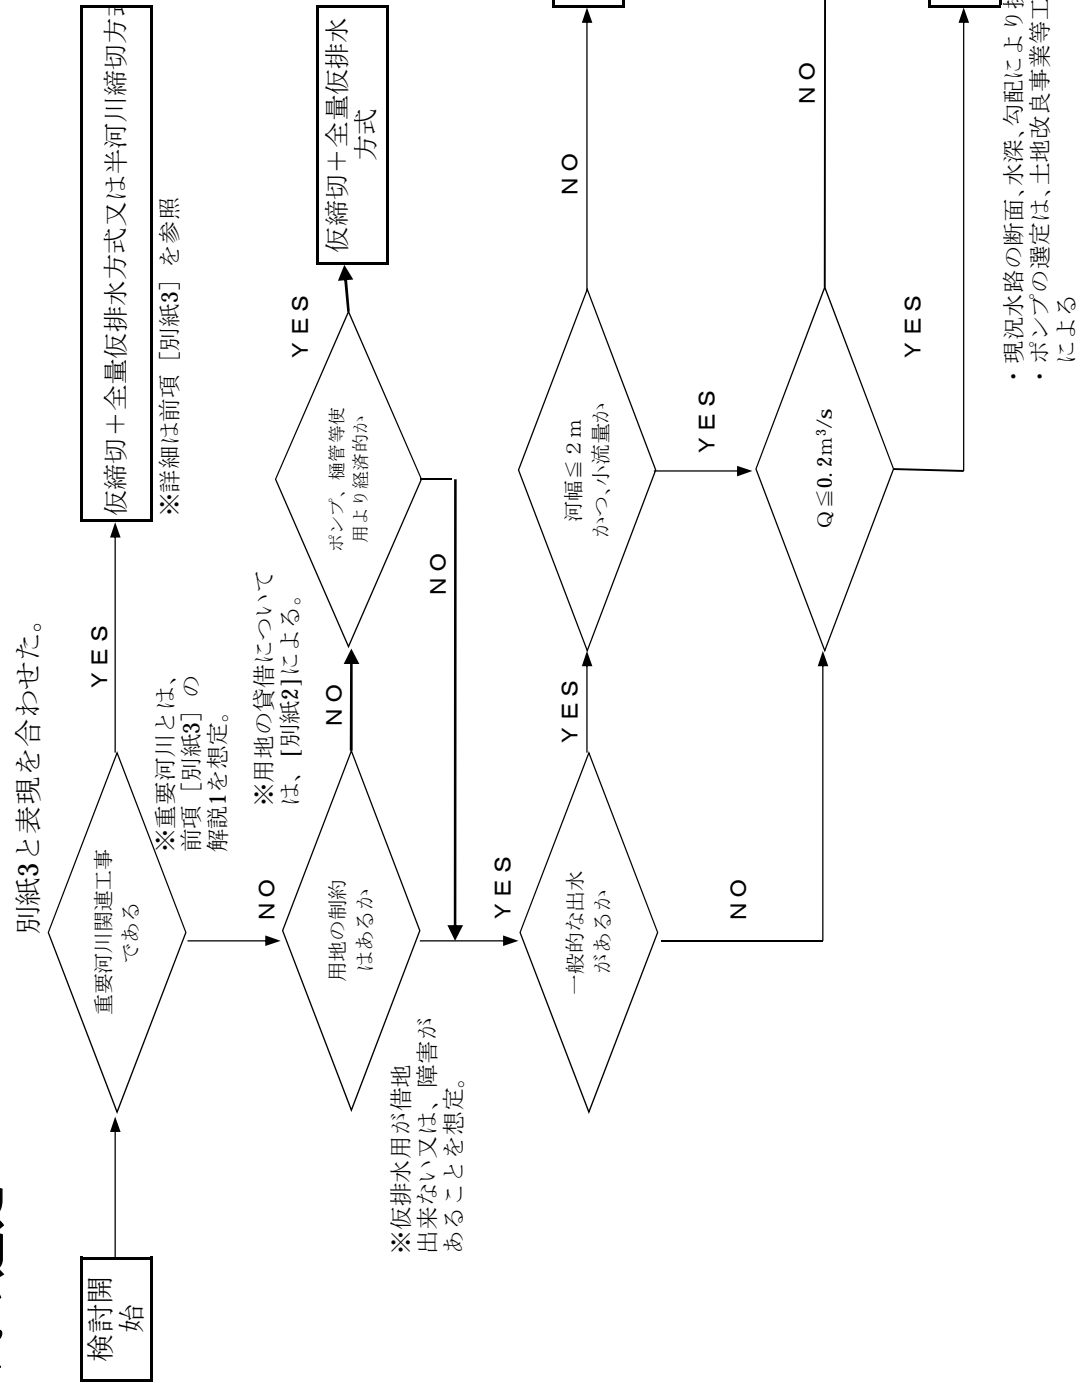 別紙3と表現を合わせた。
検討開
始
重要河川関連工事
である
YES
仮締切＋全量仮排水方式又は半河川締切方式
※詳細は前項［別紙3］を参照
※重要河川とは、
前項［別紙3］の
解説1を想定。
NO
用地の制約
はあるか
※用地の貸借について
は、[別紙2]による。
NO
ポンプ、樋管等使
用より経済的か
YES
仮締切＋全量仮排水
方式
NO
※仮排水用が借地
出来ない又は、障害が
あることを想定。
YES
一般的な出水
があるか
YES
河幅≦２ｍ
かつ、小流量か
NO
NO
YES
Q≦0.2m³/s
NO
YES
・現況水路の断面、水深、勾配により
・ポンプの選定は、土地改良事業等工
による